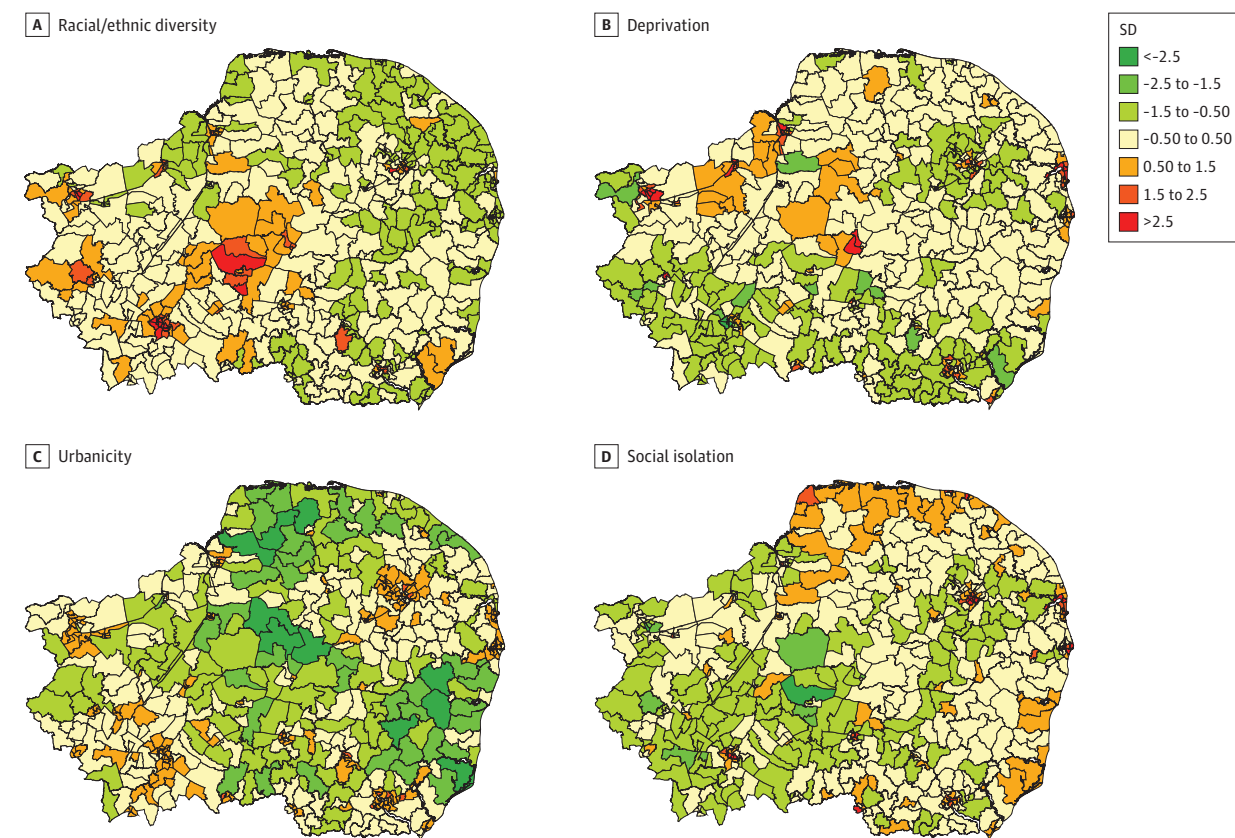 A Racial/ethnic diversity
B Deprivation
SD
<-2.5
-2.5 to -1.5
-1.5 to -0.50
-0.50 to 0.50
0.50 to 1.5
1.5 to 2.5
>2.5
C Urbanicity
D Social isolation